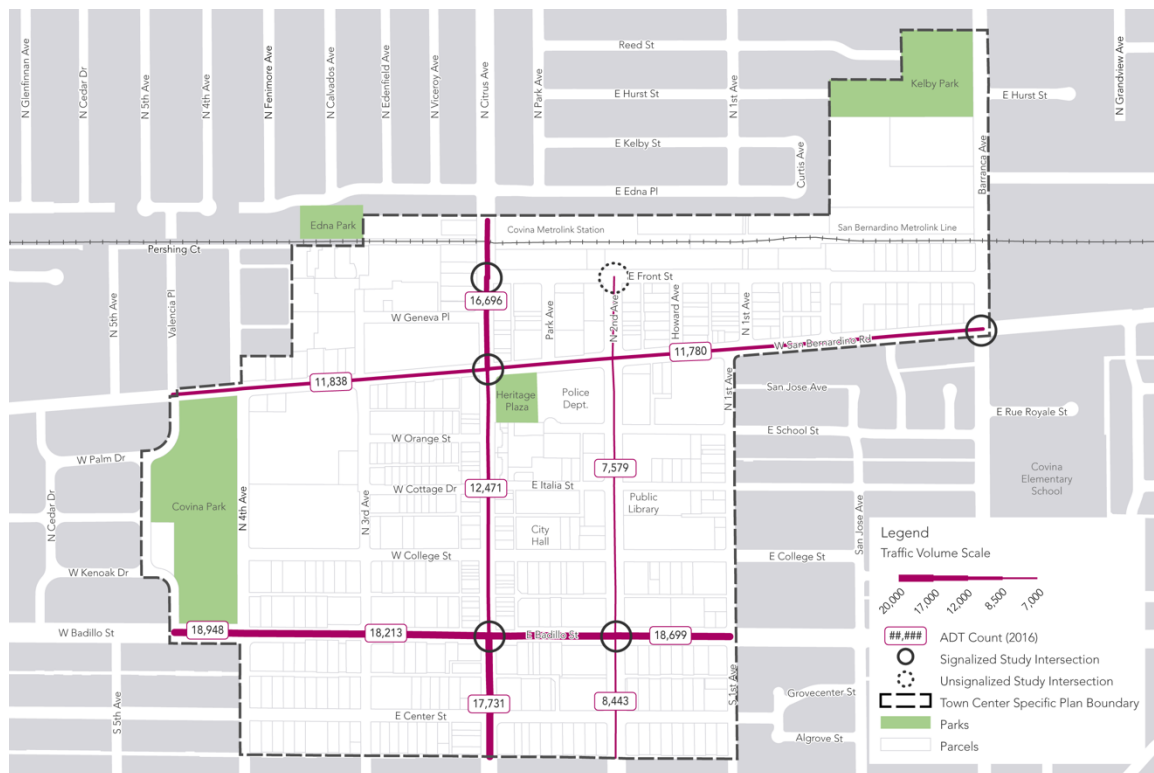 N Glenfinnan Ave
N Cedar Dr
N 5th Ave
N 4th Ave
N Fenimore Ave
N Calvados Ave
N Edenfield Ave
N Viceroy Ave
N Citrus Ave
N Park Ave
Reed St
E Hurst St
N 1st Ave
E Kelby St
Curtis Ave
E Edna Pl
Kelby Park
E Hurst St
N Grandview Ave
Barranca Ave
Edna Park
Covina Metrolink Station
San Bernardino Metrolink Line
Pershing Ct
E Front St
16,696
N 5th Ave
Valencia Pl
W Geneva Pl
Park Ave
N 2nd Ave
Howard Ave
N 1st Ave
W San Bernardino Rd
11,780
11,838
Heritage
Plaza
Police
Dept.
N 1st Ave
San Jose Ave
E Rue Royale St
E School St
W Orange St
W Palm Dr
7,579
12,471
W Cottage Dr
E Italia St
Public
Library
Covina
Elementary
School
N Cedar Dr
Covina Park
N 4th Ave
N 3rd Ave
City
Hall
San Jose Ave
W College St
E College St
W Kenoak Dr
W Badillo St
18,948
18,213
E Badillo St
18,699
S 5th Ave
17,731
8,443
S 1st Ave
E Center St
Grovecenter St
Algrove St
Legend
Traffic Volume Scale
20,000
17,000
12,000
8,500
7,000
##,###
ADT Count (2016)
Signalized Study Intersection
Unsignalized Study Intersection
Town Center Specific Plan Boundary
Parks
Parcels